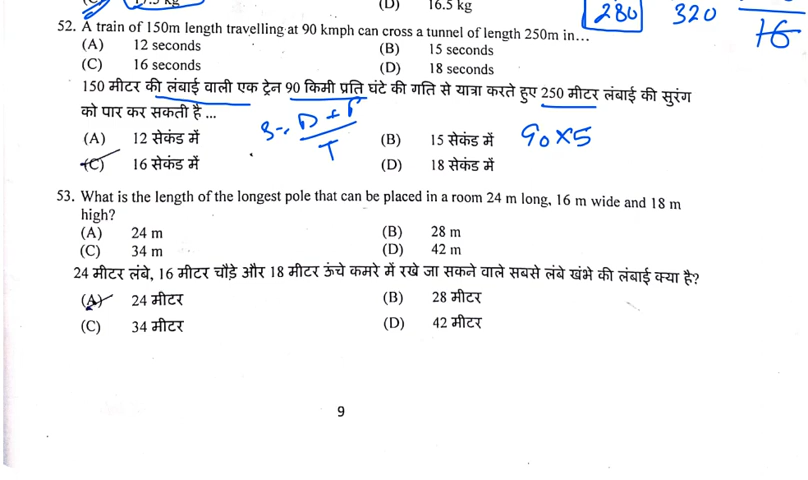 (D) 16.5 kg
280 320
16
52. A train of 150m length travelling at 90 kmph can cross a tunnel of length 250m in…
(A) 12 seconds (B) 15 seconds
(C) 16 seconds (D) 18 seconds
150 मीटर की लंबाई वाली एक ट्रेन 90 किमी प्रति घंटे की गति से यात्रा करते हुए 250 मीटर लंबाई की सुरंग
को पार कर सकती है ...
(A) 12 सेकंड में (B) 15 सेकंड में 90×5
(C) 16 सेकंड में (D) 18 सेकंड में
53. What is the length of the longest pole that can be placed in a room 24 m long, 16 m wide and 18 m
high?
(A) 24 m (B) 28 m
(C) 34 m (D) 42 m
24 मीटर लंबे, 16 मीटर चौड़े और 18 मीटर ऊंचे कमरे में रखे जा सकने वाले सबसे लंबे खंभे की लंबाई क्या है?
(A) 24 मीटर (B) 28 मीटर
(C) 34 मीटर (D) 42 मीटर
9